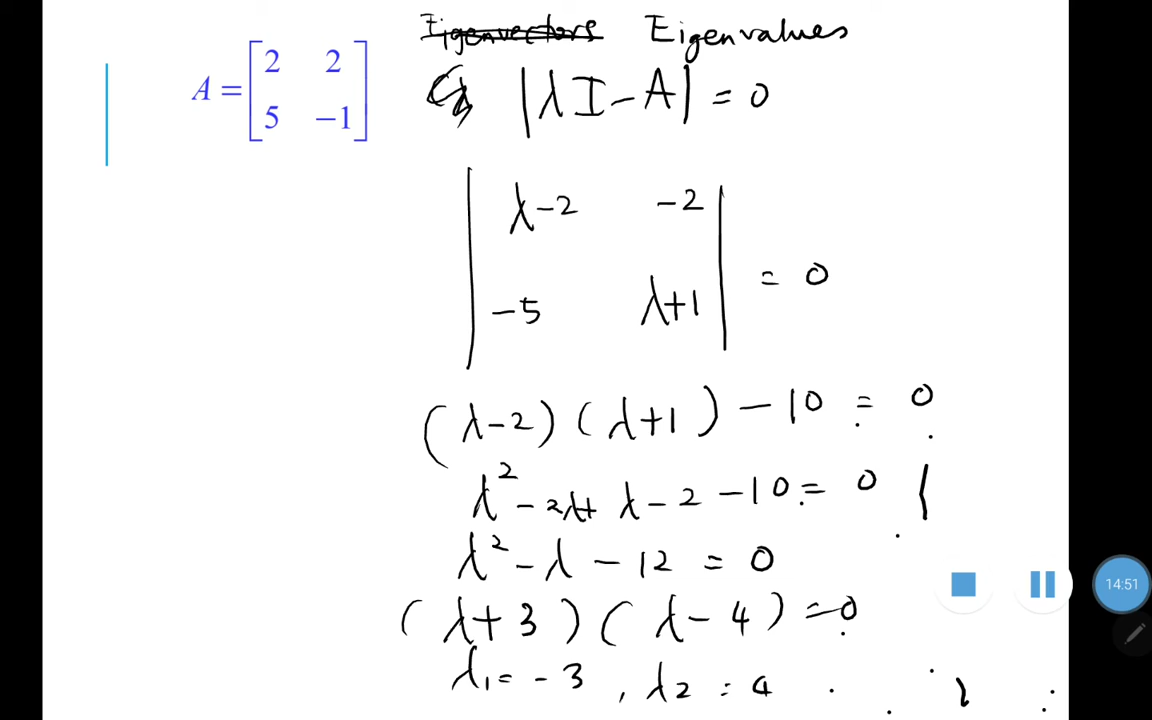 Eigenvectors Eigenvalues
A = [2 2
5 -1]
|λI-A| = 0
|λ-2 -2|
|-5 λ+1| = 0
(λ-2)(λ+1) - 10 = 0
λ² - 2λ + λ - 2 - 10 = 0
λ² - λ - 12 = 0
(λ+3)(λ-4) = 0
λ1 = -3, λ2 = 4
14:51